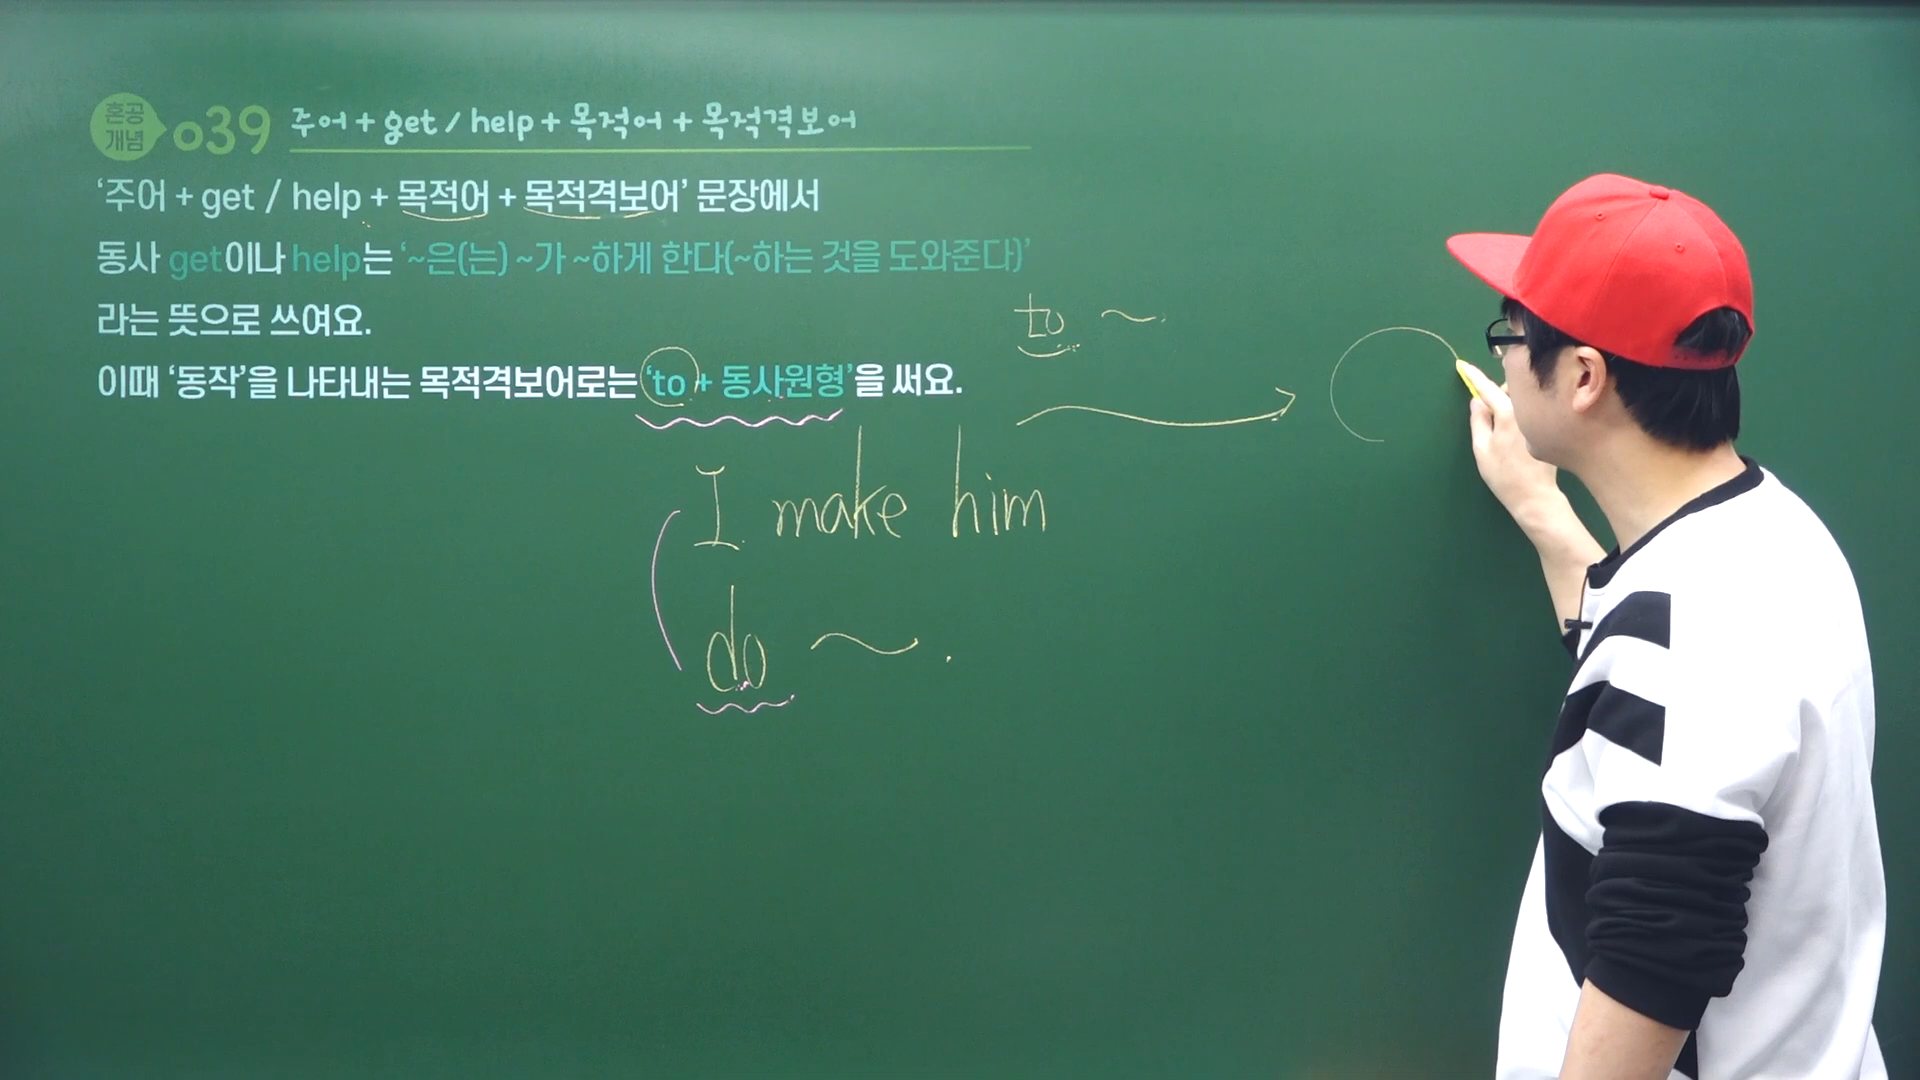 혼공개념 039 주어 + get / help + 목적어 + 목적격보어
‘주어 + get / help + 목적어 + 목적격보어’ 문장에서
동사 get이나 help는 ‘~은(는) ~가 ~하게 한다(~하는 것을 도와준다)’
라는 뜻으로 쓰여요.
to ~
이때 ‘동작’을 나타내는 목적격보어로는 ‘to + 동사원형’을 써요.
I make him
do ~.